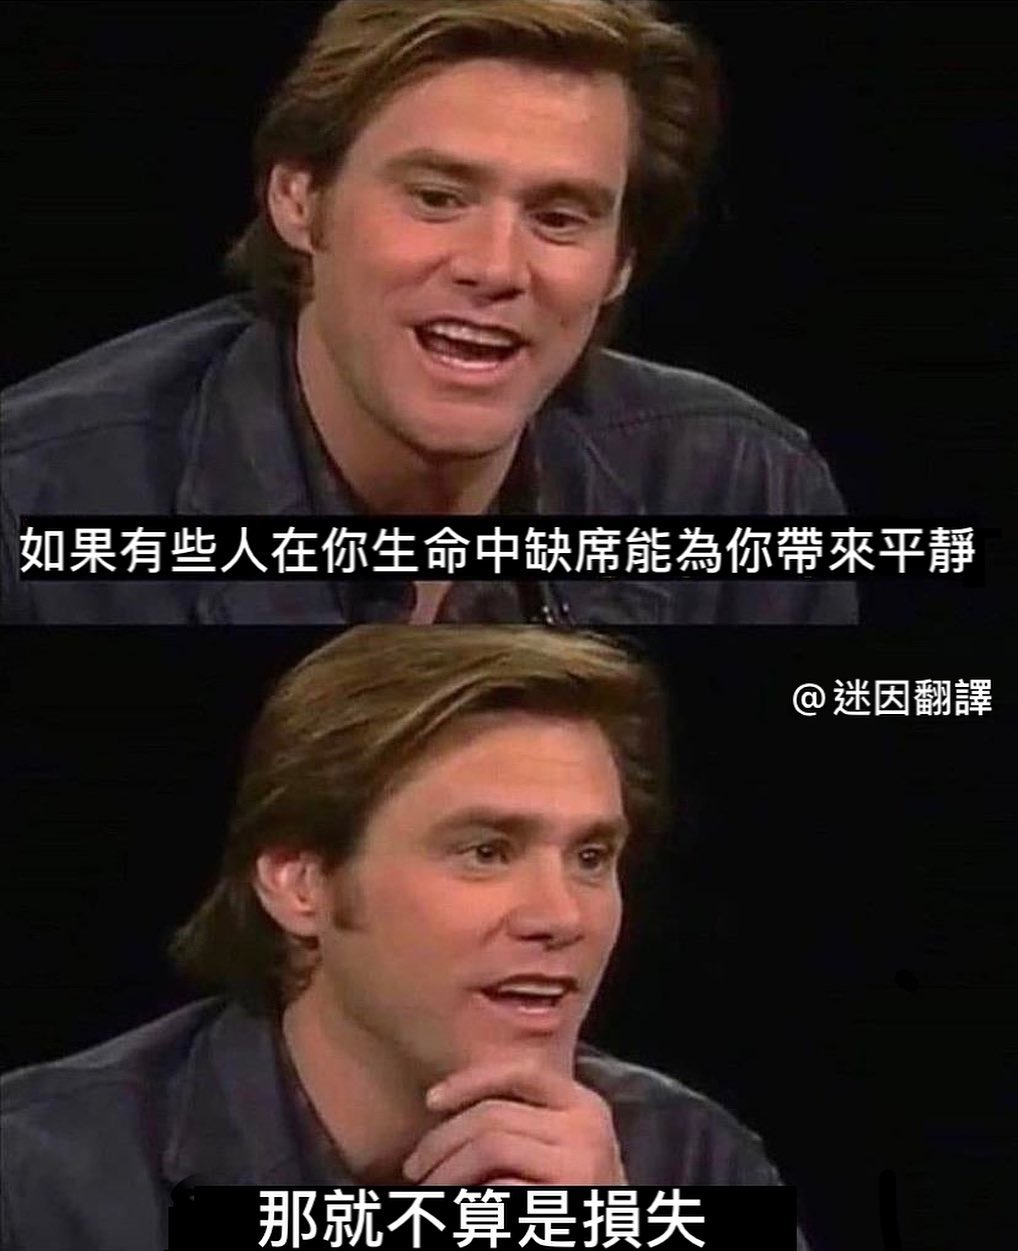 如果有些人在你生命中缺席能為你帶來平靜
@迷因翻譯
那就不算是損失